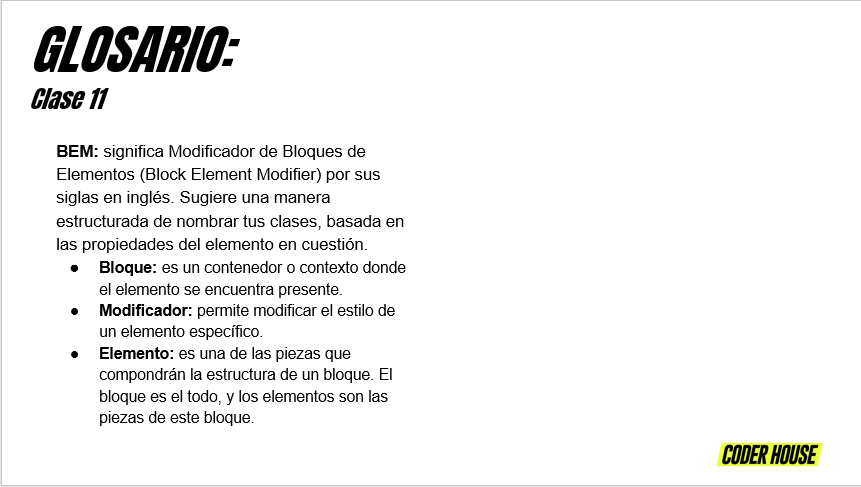 GLOSARIO:
Clase 11
BEM: significa Modificador de Bloques de
Elementos (Block Element Modifier) por sus
siglas en inglés. Sugiere una manera
estructurada de nombrar tus clases, basada en
las propiedades del elemento en cuestión.
● Bloque: es un contenedor o contexto donde
el elemento se encuentra presente.
● Modificador: permite modificar el estilo de
un elemento específico.
● Elemento: es una de las piezas que
compondrán la estructura de un bloque. El
bloque es el todo, y los elementos son las
piezas de este bloque.
CODER HOUSE